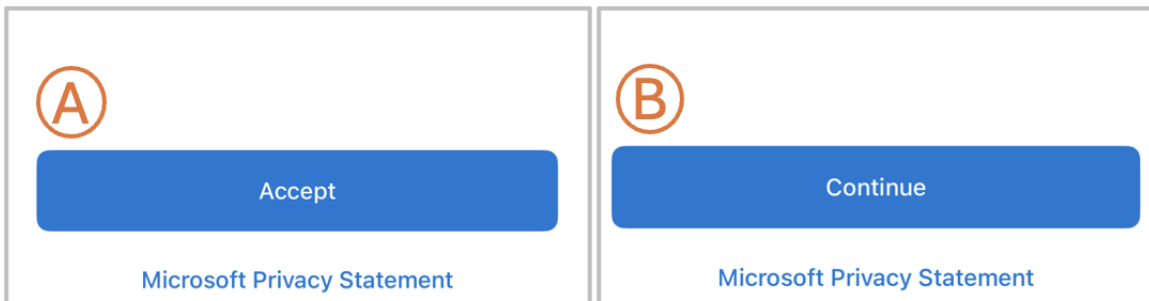 A
Accept
Microsoft Privacy Statement
B
Continue
Microsoft Privacy Statement